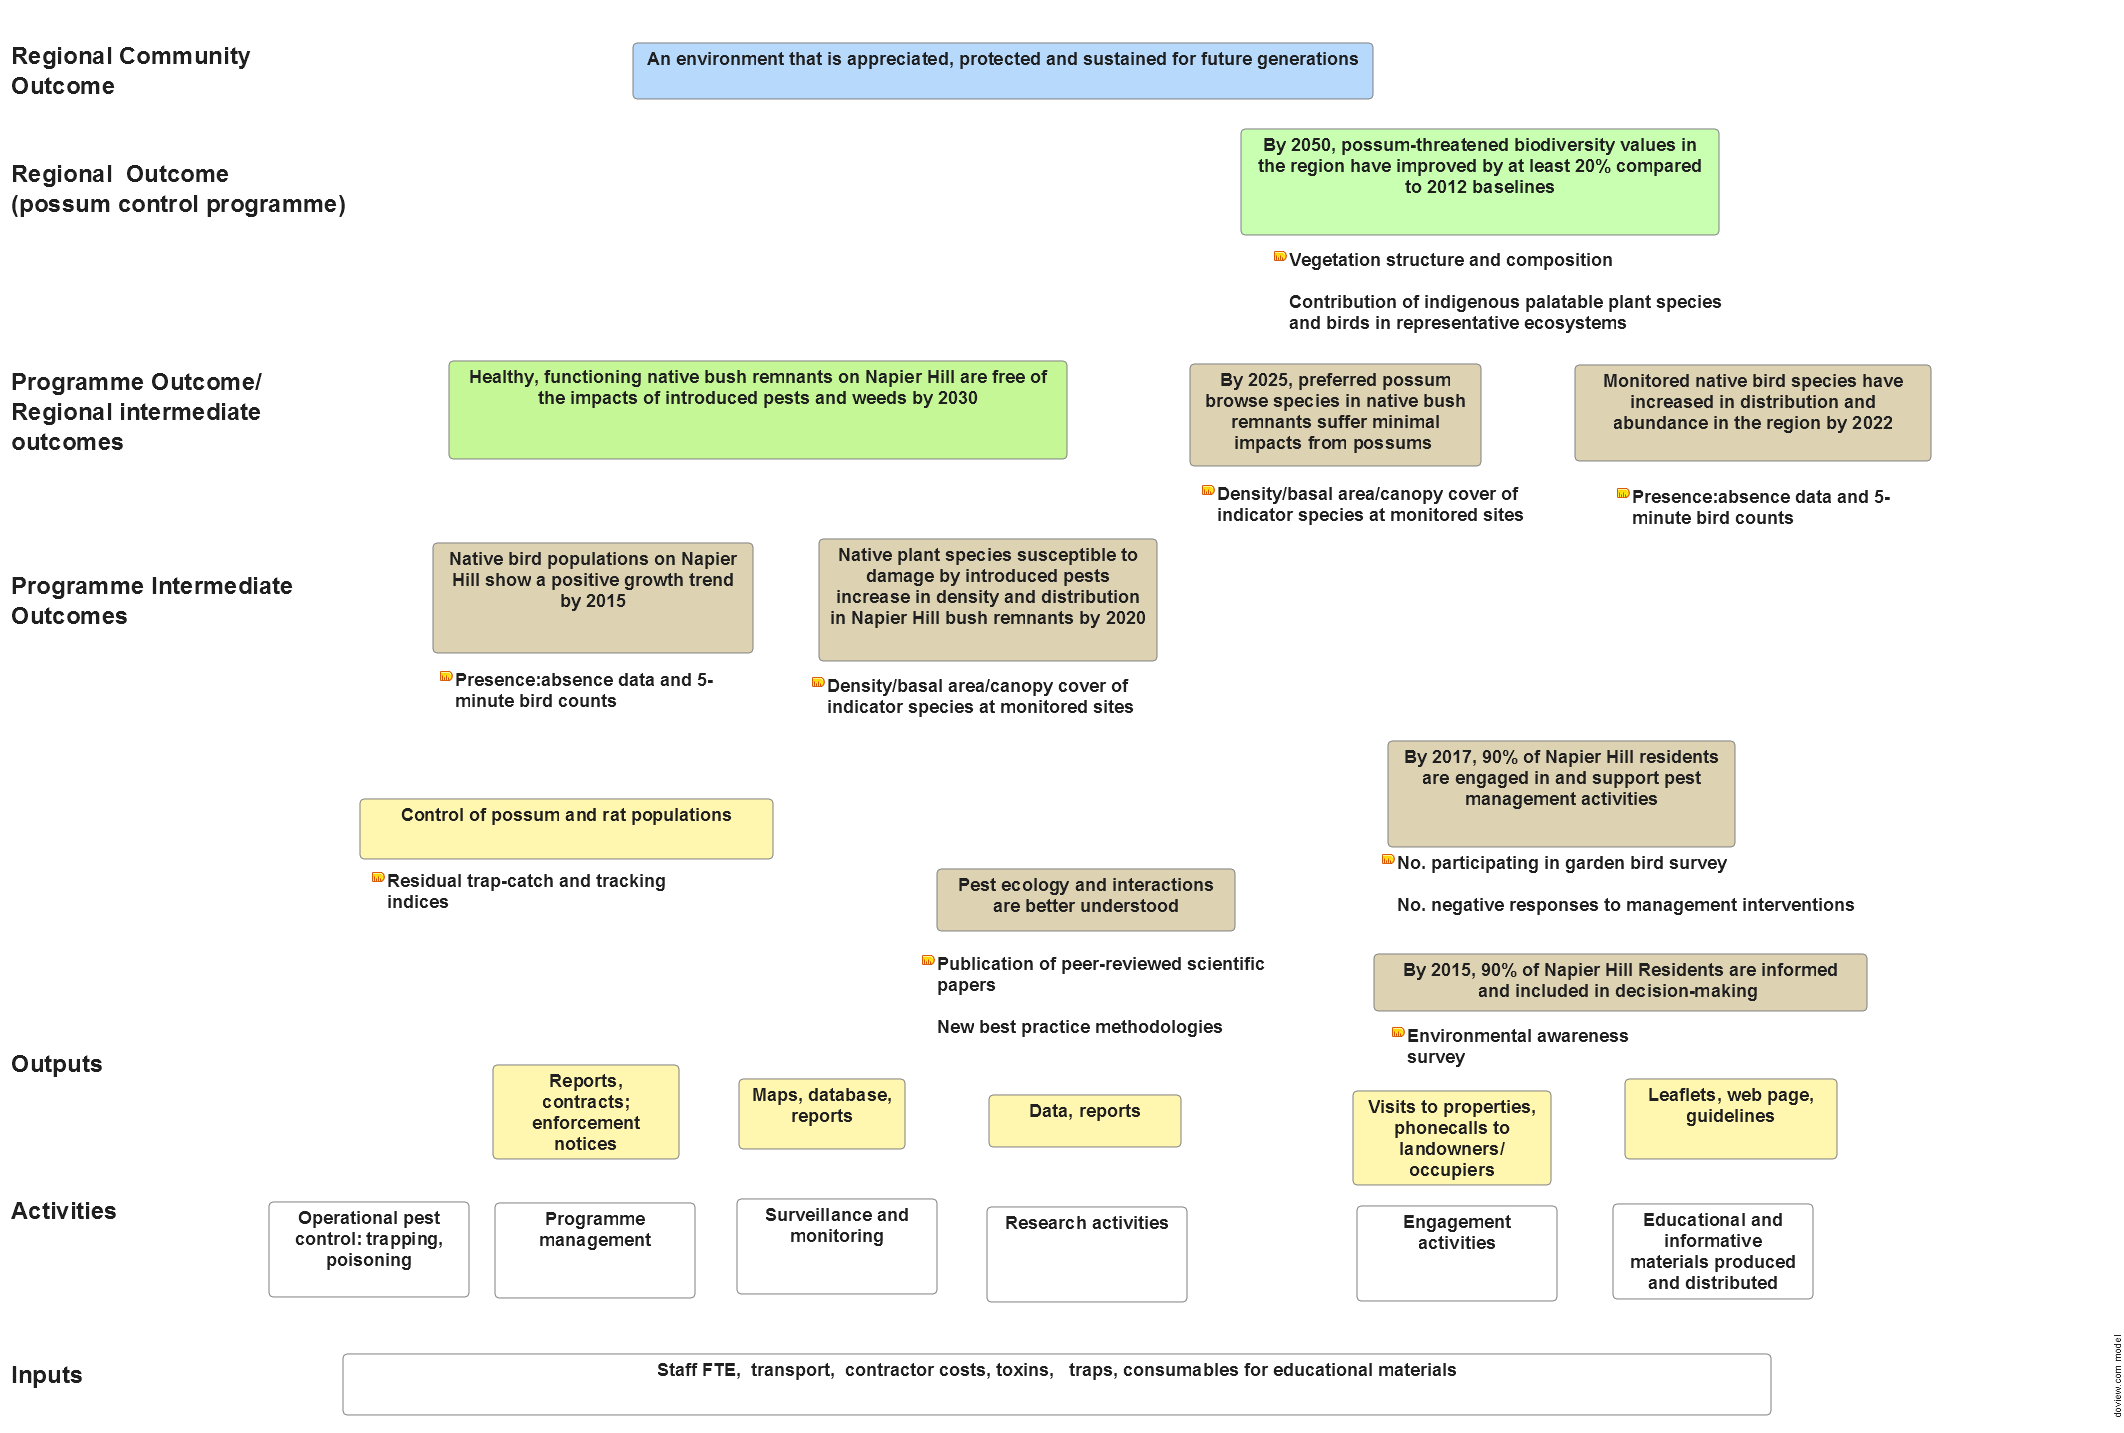 Regional Community
Outcome
An environment that is appreciated, protected and sustained for future generations
Regional  Outcome
(possum control programme)
By 2050, possum-threatened biodiversity values in
the region have improved by at least 20% compared
to 2012 baselines
Vegetation structure and composition
Contribution of indigenous palatable plant species
and birds in representative ecosystems
Programme Outcome/
Regional intermediate
outcomes
Healthy, functioning native bush remnants on Napier Hill are free of
the impacts of introduced pests and weeds by 2030
By 2025, preferred possum
browse species in native bush
remnants suffer minimal
impacts from possums
Density/basal area/canopy cover of
indicator species at monitored sites
Monitored native bird species have
increased in distribution and
abundance in the region by 2022
Presence:absence data and 5-
minute bird counts
Programme Intermediate
Outcomes
Native bird populations on Napier
Hill show a positive growth trend
by 2015
Presence:absence data and 5-
minute bird counts
Native plant species susceptible to
damage by introduced pests
increase in density and distribution
in Napier Hill bush remnants by 2020
Density/basal area/canopy cover of
indicator species at monitored sites
By 2017, 90% of Napier Hill residents
are engaged in and support pest
management activities
No. participating in garden bird survey
No. negative responses to management interventions
Control of possum and rat populations
Residual trap-catch and tracking
indices
Pest ecology and interactions
are better understood
Publication of peer-reviewed scientific
papers
New best practice methodologies
By 2015, 90% of Napier Hill Residents are informed
and included in decision-making
Environmental awareness
survey
Outputs
Reports,
contracts;
enforcement
notices
Maps, database,
reports
Data, reports
Visits to properties,
phonecalls to
landowners/
occupiers
Leaflets, web page,
guidelines
Activities
Operational pest
control: trapping,
poisoning
Programme
management
Surveillance and
monitoring
Research activities
Engagement
activities
Educational and
informative
materials produced
and distributed
Inputs
Staff FTE,  transport,  contractor costs, toxins,   traps, consumables for educational materials
doview.com model